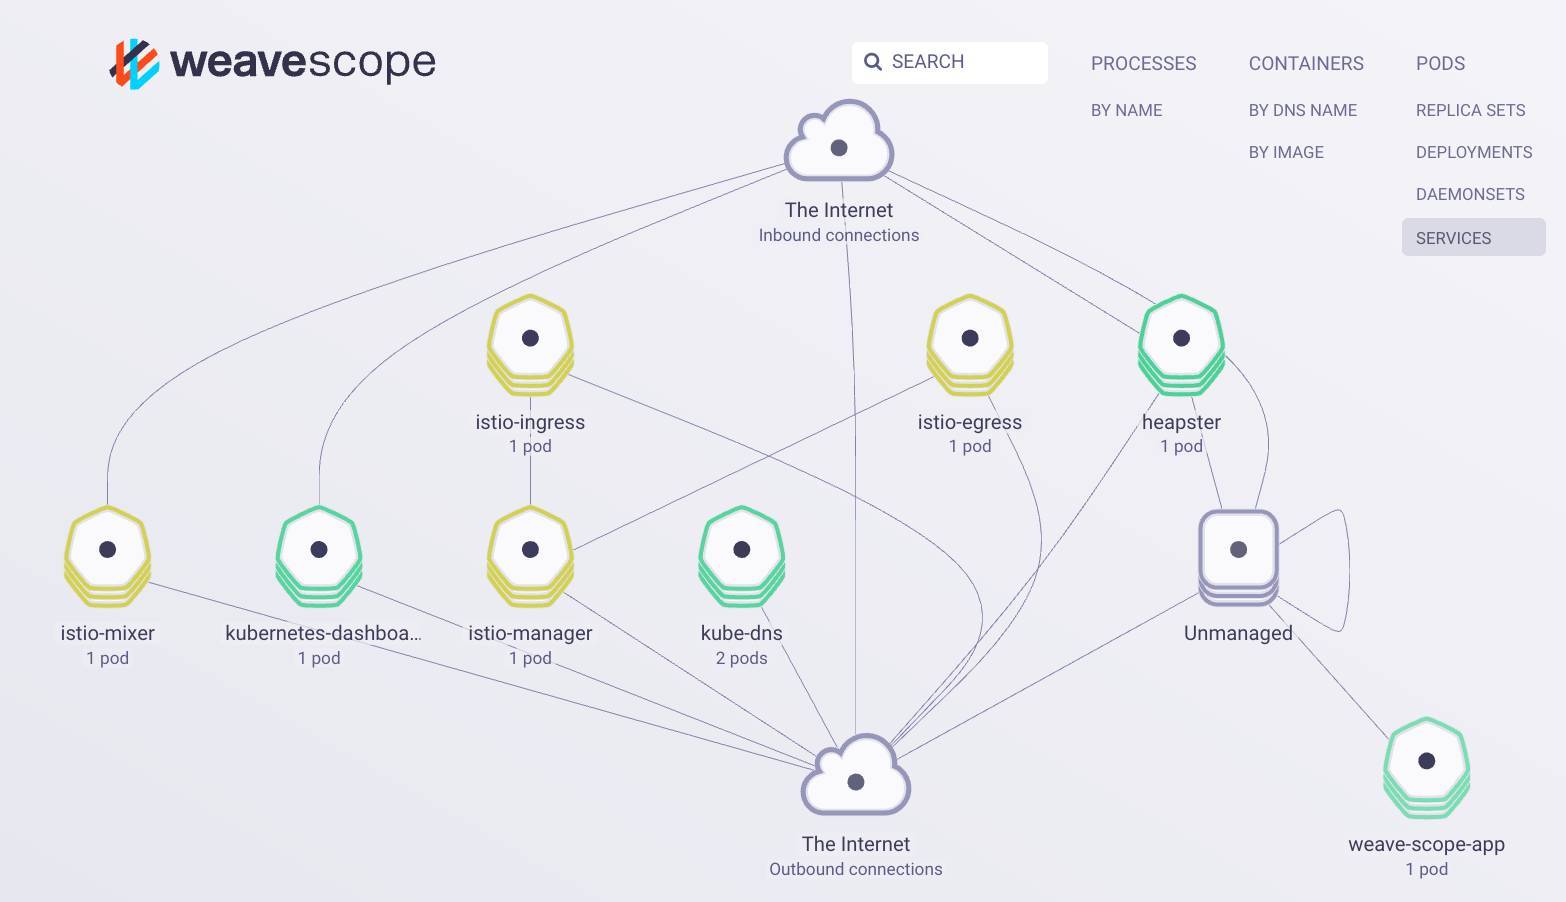 weavescope
SEARCH
PROCESSES
BY NAME
CONTAINERS
BY DNS NAME
BY IMAGE
PODS
REPLICA SETS
DEPLOYMENTS
DAEMONSETS
SERVICES
The Internet
Inbound connections
istio-ingress
1 pod
istio-egress
1 pod
heapster
1 pod
istio-mixer
1 pod
kubernetes-dashboa...
1 pod
istio-manager
1 pod
kube-dns
2 pods
Unmanaged
The Internet
Outbound connections
weave-scope-app
1 pod